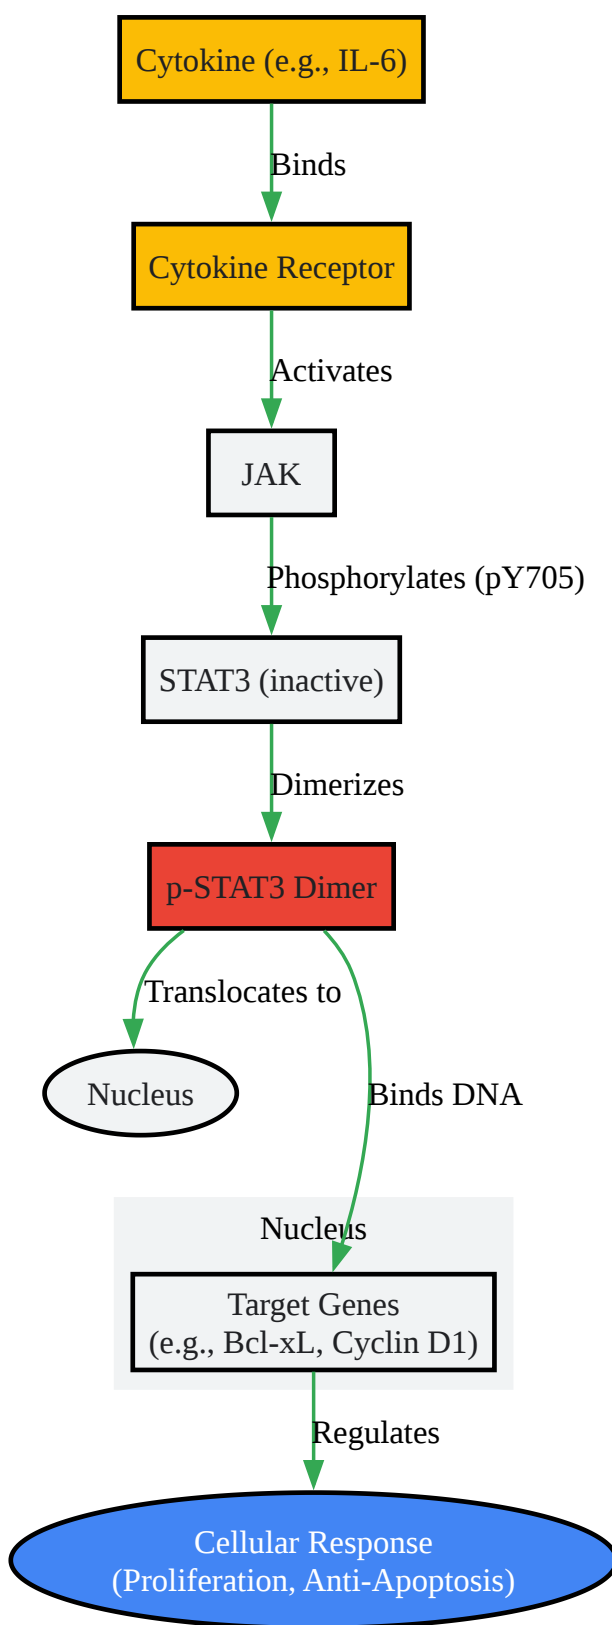 Cytokine (e.g., IL-6)
Binds
Cytokine Receptor
Activates
JAK
Phosphorylates (pY705)
STAT3 (inactive)
Dimerizes
p-STAT3 Dimer
Translocates to
Nucleus
Binds DNA
Nucleus
Target Genes
(e.g., Bcl-xL, Cyclin D1)
Regulates
Cellular Response
(Proliferation, Anti-Apoptosis)